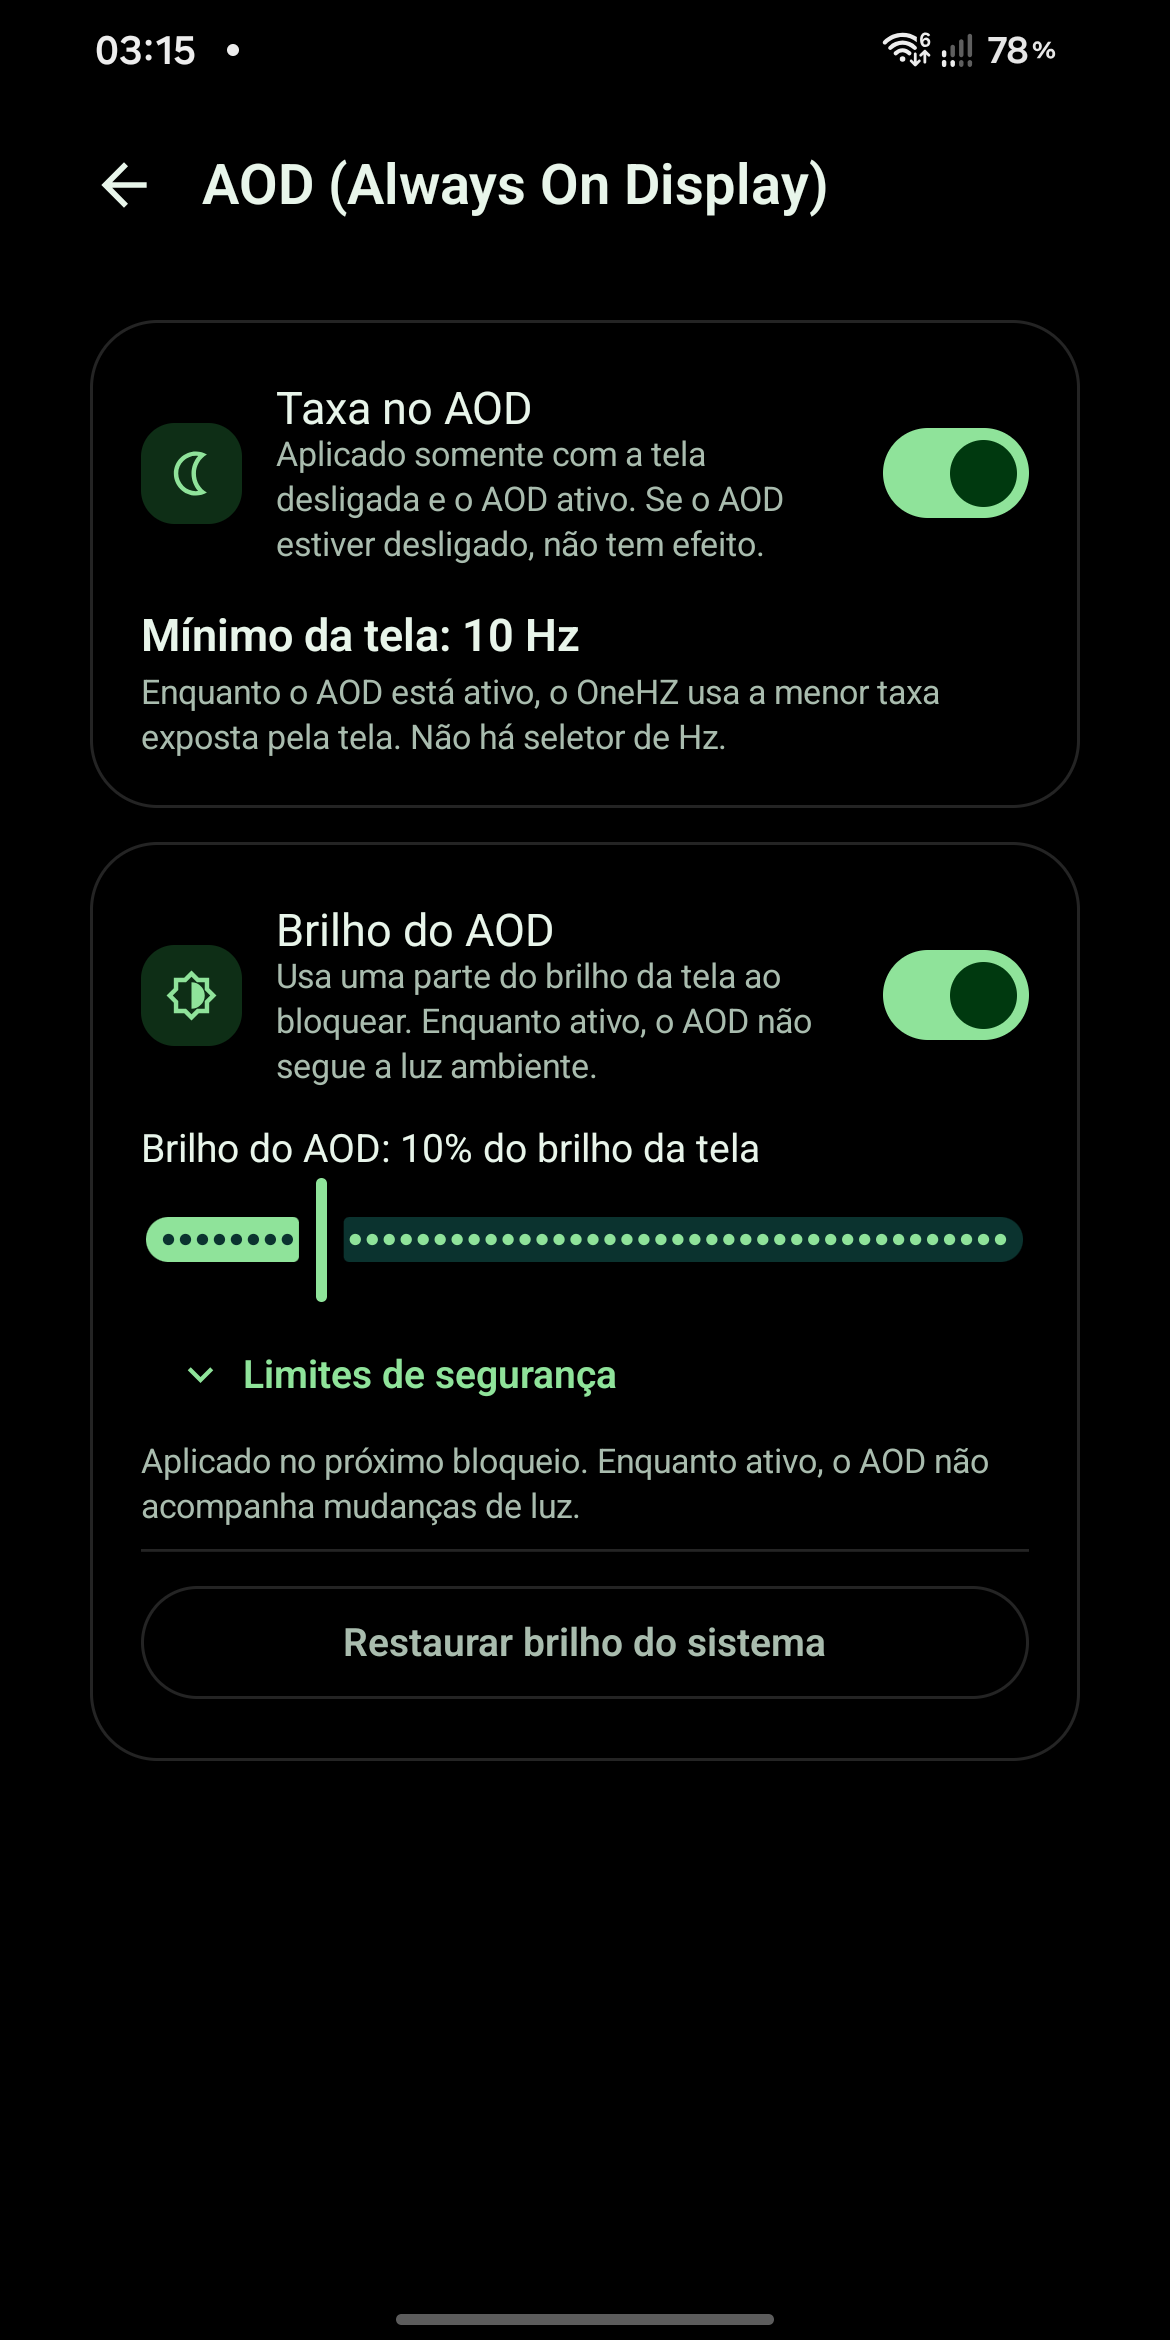 03:15
6
78%
AOD (Always On Display)
Taxa no AOD
Aplicado somente com a tela
desligada e o AOD ativo. Se o AOD
estiver desligado, não tem efeito.
Mínimo da tela: 10 Hz
Enquanto o AOD está ativo, o OneHZ usa a menor taxa
exposta pela tela. Não há seletor de Hz.
Brilho do AOD
Usa uma parte do brilho da tela ao
bloquear. Enquanto ativo, o AOD não
segue a luz ambiente.
Brilho do AOD: 10% do brilho da tela
Limites de segurança
Aplicado no próximo bloqueio. Enquanto ativo, o AOD não
acompanha mudanças de luz.
Restaurar brilho do sistema